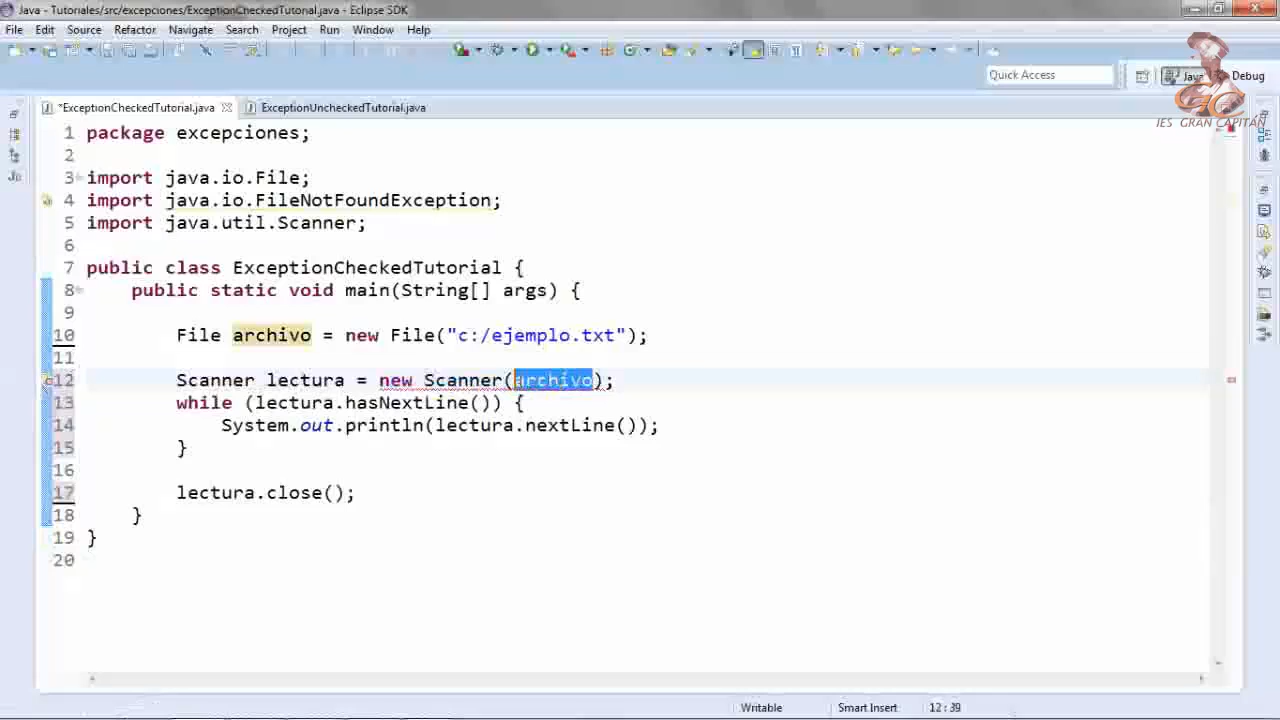 Java - Tutoriales/src/excepciones/ExceptionCheckedTutorial.java - Eclipse SDK
File Edit Source Refactor Navigate Search Project Run Window Help
Quick Access Java Debug
IES GRAN CAPITÁN
*ExceptionCheckedTutorial.java ExceptionUncheckedTutorial.java
1 package excepciones;
2
3 import java.io.File;
4 import java.io.FileNotFoundException;
5 import java.util.Scanner;
6
7 public class ExceptionCheckedTutorial {
8 public static void main(String[] args) {
9
10 File archivo = new File("c:/ejemplo.txt");
11
12 Scanner lectura = new Scanner(archivo);
13 while (lectura.hasNextLine()) {
14 System.out.println(lectura.nextLine());
15 }
16
17 lectura.close();
18 }
19 }
20
Writable Smart Insert 12 : 39